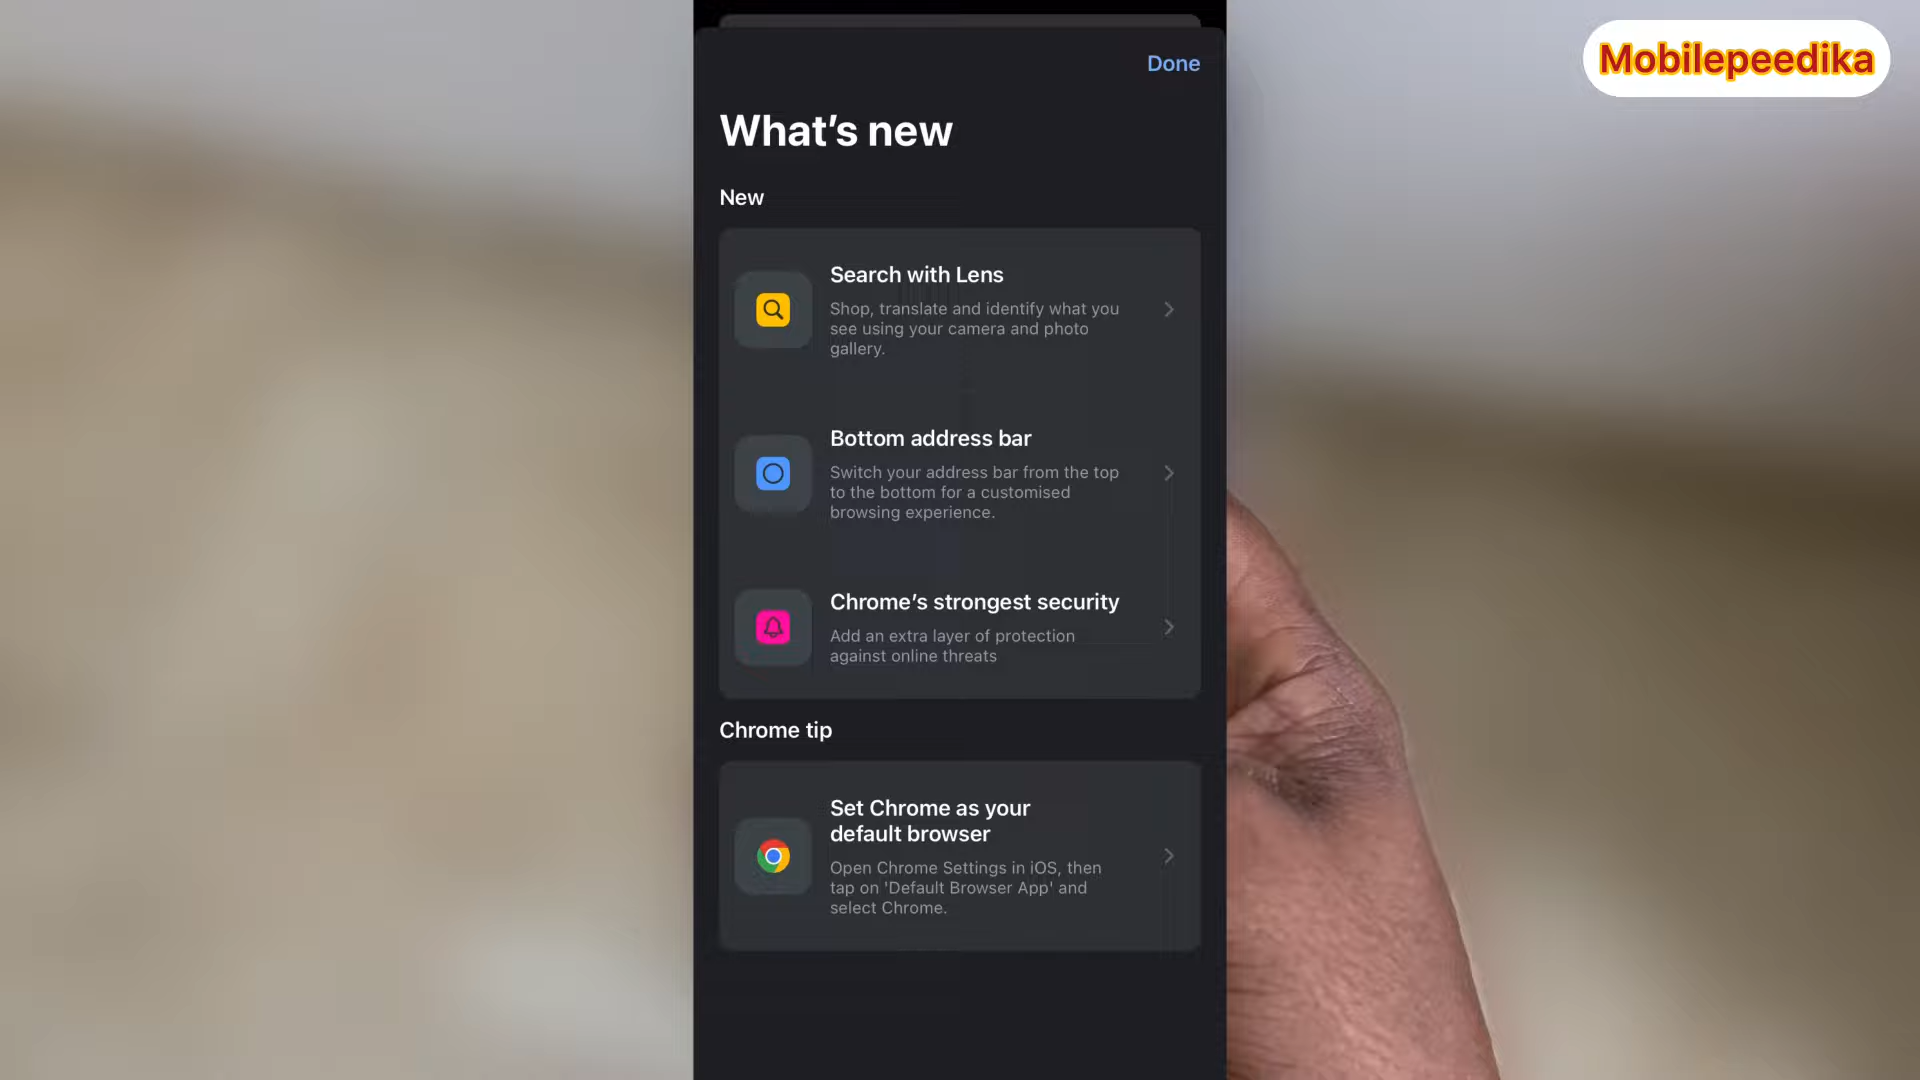 Mobilepeedika
Done
What's new
New
Search with Lens
Shop, translate and identify what you
see using your camera and photo
gallery.
Bottom address bar
Switch your address bar from the top
to the bottom for a customised
browsing experience.
Chrome's strongest security
Add an extra layer of protection
against online threats
Chrome tip
Set Chrome as your
default browser
Open Chrome Settings in iOS, then
tap on 'Default Browser App' and
select Chrome.